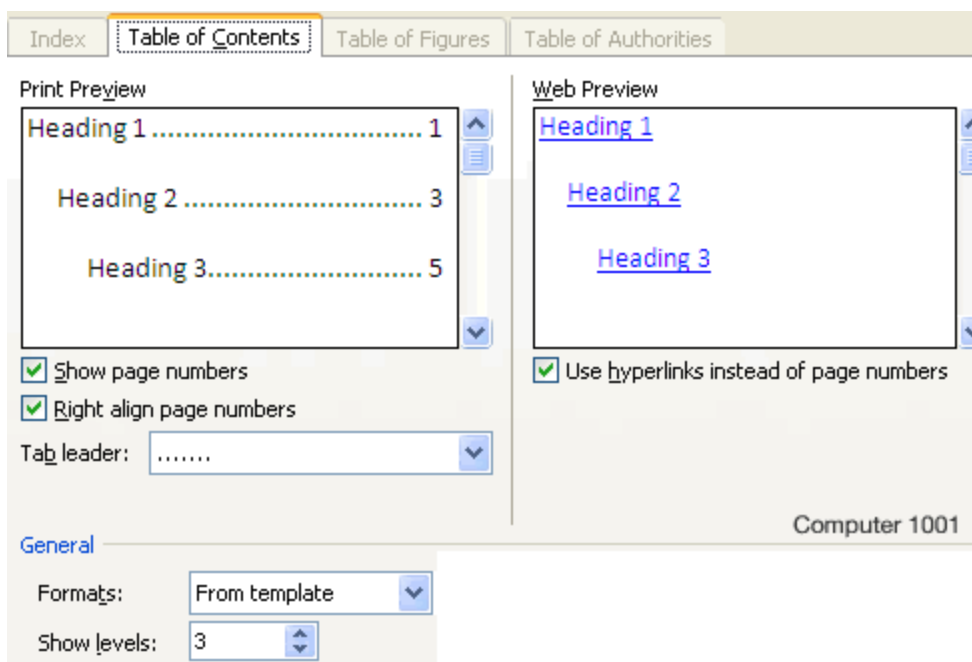 Index Table of Contents Table of Figures Table of Authorities
Print Preview
Heading 1.................................. 1
Heading 2.............................. 3
Heading 3.......................... 5
Show page numbers
Right align page numbers
Tab leader: .......
Web Preview
Heading 1
Heading 2
Heading 3
Use hyperlinks instead of page numbers
Computer 1001
General
Formats: From template
Show levels: 3